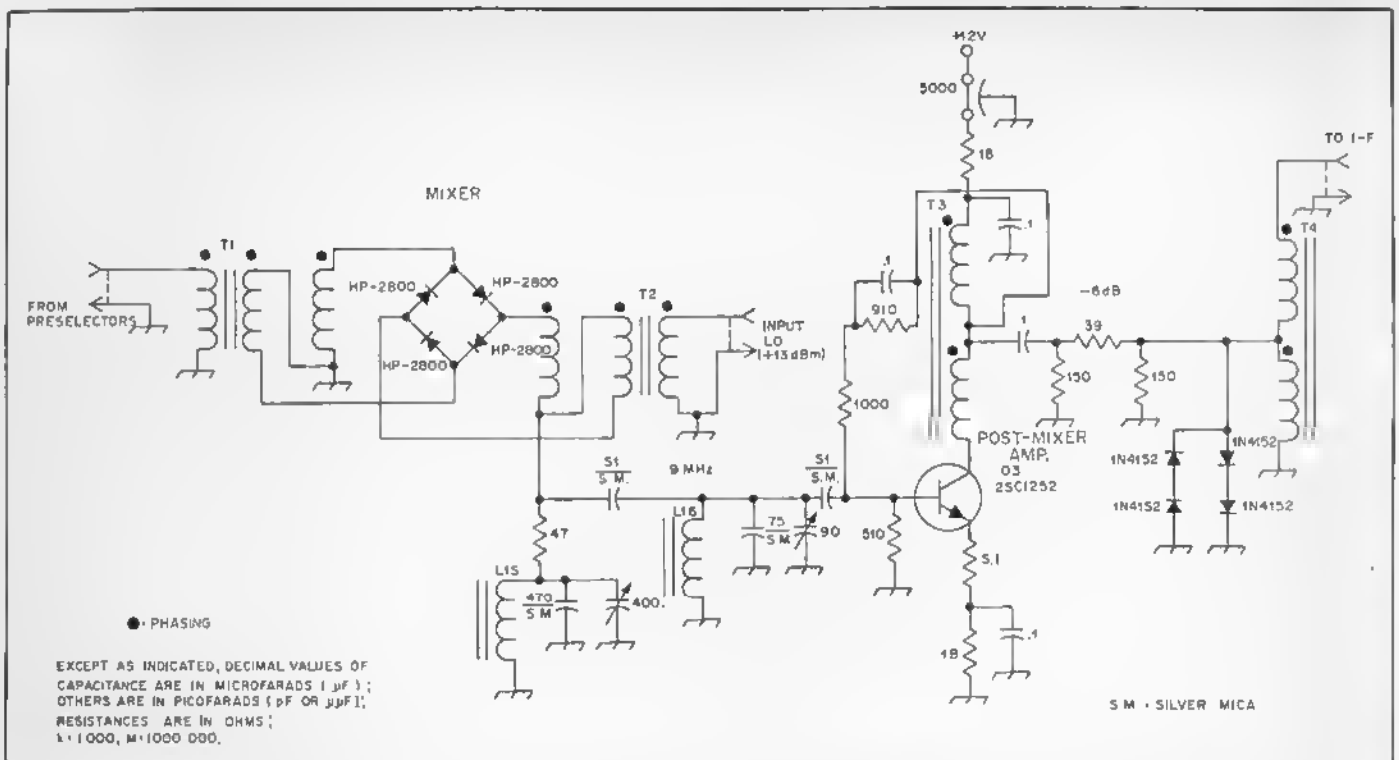 +12V
5000
18
TO I-F
MIXER
T3
.1
T4
T1
HP-2800
HP-2800
T2
.1
-6dB
FROM
PRESELECTORS
910
INPUT
LO
(+13dBm)
.1
39
HP-2800
HP-2800
150
150
1000
POST-MIXER
AMP.
Q3
2SC1252
1N4152
1N4152
51
S.M.
9 MHz
51
S.M.
1N4152
1N4152
L16
75
S.M
90
510
47
5.1
L15
470
S.M
400
.1
18
●· PHASING
EXCEPT AS INDICATED, DECIMAL VALUES OF
CAPACITANCE ARE IN MICROFARADS ( µF ) ;
OTHERS ARE IN PICOFARADS ( pF OR µµF);
RESISTANCES ARE IN OHMS ;
k=1000, M=1000 000.
S M · SILVER MICA